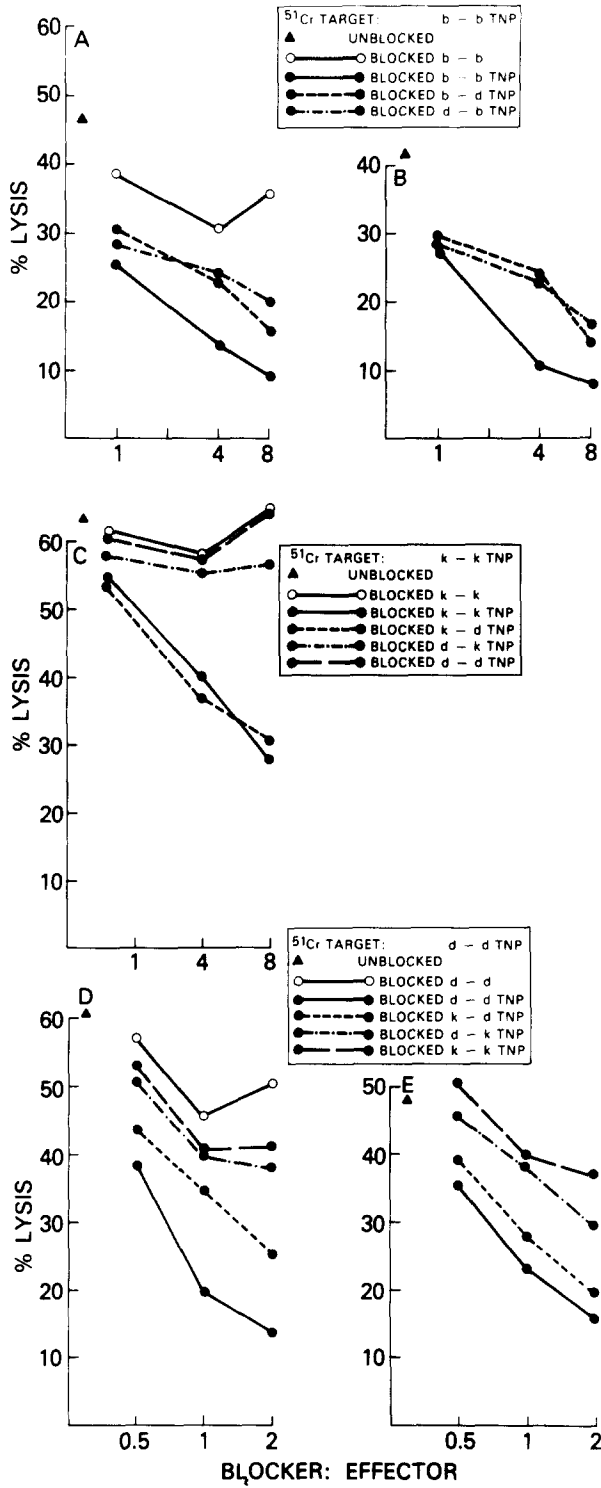 60
A
50
40
30
20
10
% LYSIS
1 4 8
51Cr TARGET: b – b TNP
▲ UNBLOCKED
BLOCKED b – b
BLOCKED b – b TNP
BLOCKED b – d TNP
BLOCKED d – b TNP
40
B
30
20
10
1 4 8
60
C
50
40
30
20
10
% LYSIS
1 4 8
51Cr TARGET: k – k TNP
▲ UNBLOCKED
BLOCKED k – k
BLOCKED k – k TNP
BLOCKED k – d TNP
BLOCKED d – k TNP
BLOCKED d – d TNP
51Cr TARGET: d – d TNP
▲ UNBLOCKED
BLOCKED d – d
BLOCKED d – d TNP
BLOCKED k – d TNP
BLOCKED d – k TNP
BLOCKED k – k TNP
D
60
50
40
30
20
10
% LYSIS
0.5 1 2
50
E
40
30
20
10
0.5 1 2
BLOCKER: EFFECTOR